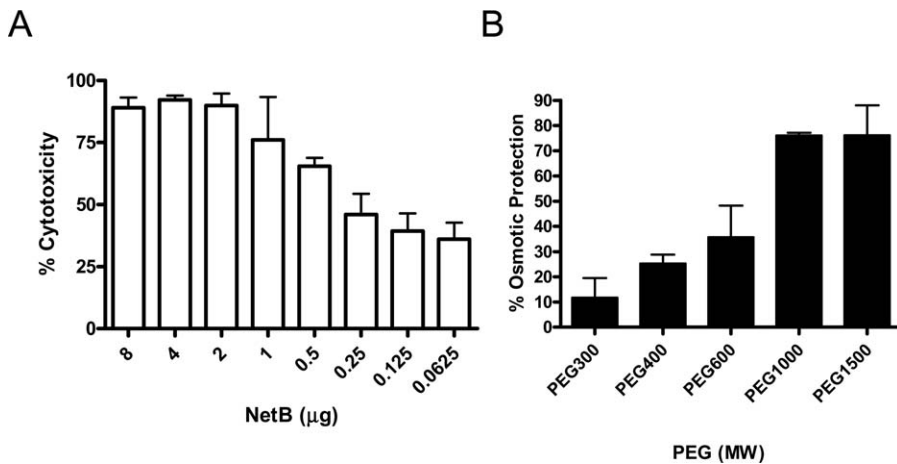 A
% Cytotoxicity
100
75
50
25
0
8 4 2 1 0.5 0.25 0.125 0.0625
NetB (μg)
B
% Osmotic Protection
90
80
70
60
50
40
30
20
10
0
PEG300 PEG400 PEG600 PEG1000 PEG1500
PEG (MW)